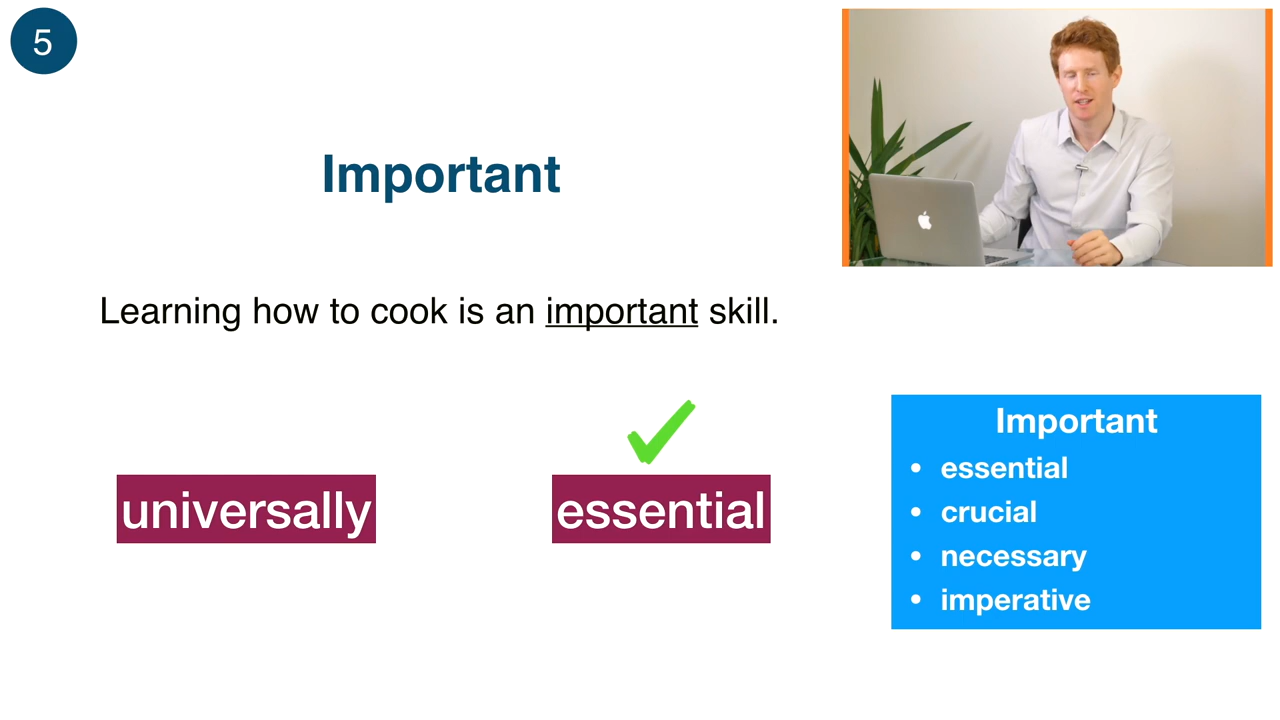 5
Important
Learning how to cook is an important skill.
universally
essential
Important
• essential
• crucial
• necessary
• imperative